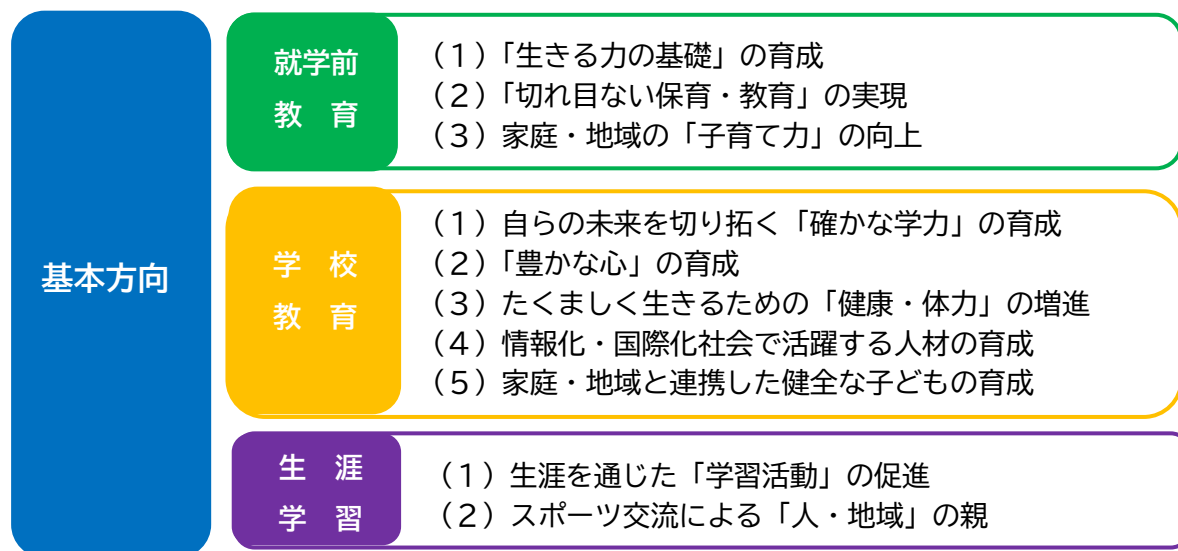 基本方向
就学前
教　育
（１）「生きる力の基礎」の育成
（２）「切れ目ない保育・教育」の実現
（３）家庭・地域の「子育て力」の向上
学　校
教　育
（１）自らの未来を切り拓く「確かな学力」の育成
（２）「豊かな心」の育成
（３）たくましく生きるための「健康・体力」の増進
（４）情報化・国際化社会で活躍する人材の育成
（５）家庭・地域と連携した健全な子どもの育成
生　涯
学　習
（１）生涯を通じた「学習活動」の促進
（２）スポーツ交流による「人・地域」の親